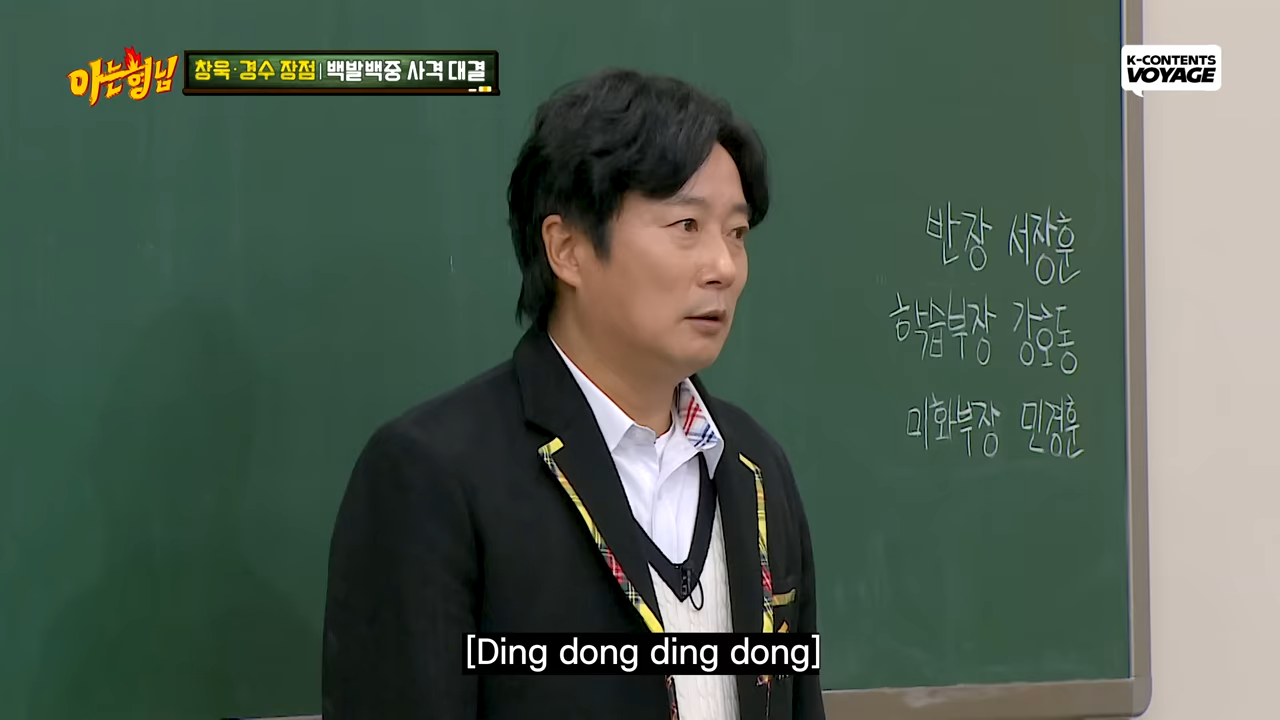 아는형님
창욱·경수 장점 | 백발백중 사격 대결
K-CONTENTS
VOYAGE
반장 서장훈
학습부장 강호동
미화부장 민경훈
[Ding dong ding dong]